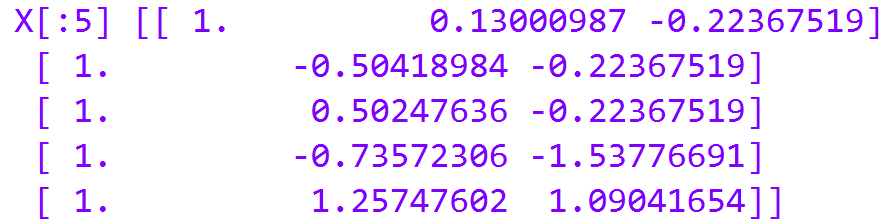 X[:5] [[ 1.          0.13000987 -0.22367519]
 [ 1.         -0.50418984 -0.22367519]
 [ 1.          0.50247636 -0.22367519]
 [ 1.         -0.73572306 -1.53776691]
 [ 1.          1.25747602  1.09041654]]